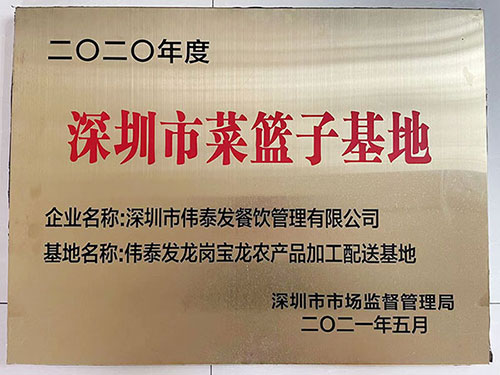 二〇二〇年度
深圳市菜篮子基地
企业名称:深圳市伟泰发餐饮管理有限公司
基地名称:伟泰发龙岗宝龙农产品加工配送基地
深圳市市场监督管理局
二〇二一年五月